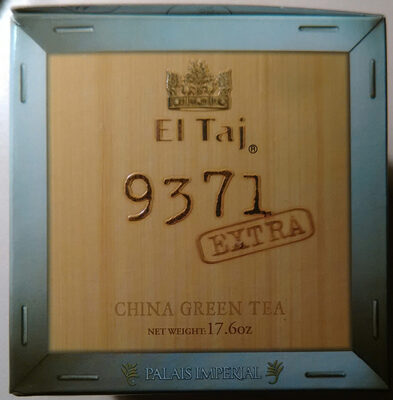 El Taj®
9371
EXTRA
CHINA GREEN TEA
NET WEIGHT: 17.6oz
PALAIS IMPERIAL